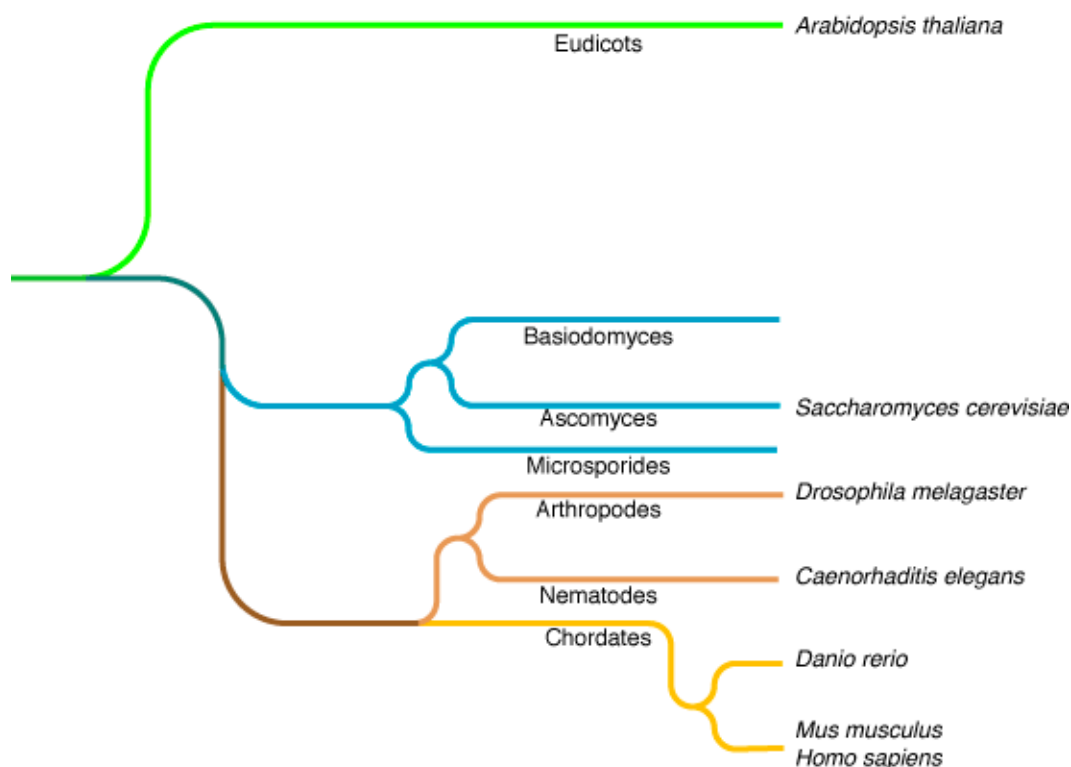 Eudicots
Arabidopsis thaliana
Basiodomyces
Ascomyces
Saccharomyces cerevisiae
Microsporides
Arthropodes
Drosophila melagaster
Nematodes
Caenorhaditis elegans
Chordates
Danio rerio
Mus musculus
Homo sapiens